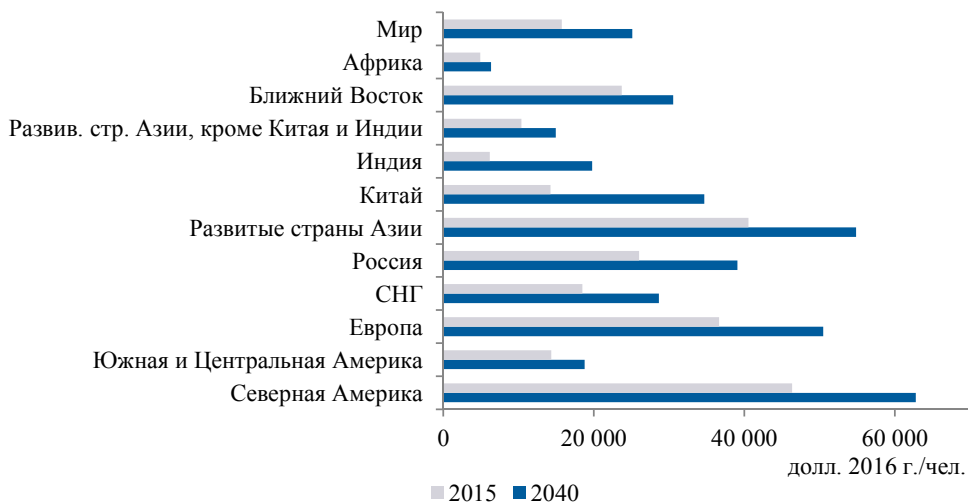 Мир
Африка
Ближний Восток
Развив. стр. Азии, кроме Китая и Индии
Индия
Китай
Развитые страны Азии
Россия
СНГ
Европа
Южная и Центральная Америка
Северная Америка
0 20 000 40 000 60 000
долл. 2016 г./чел.
2015 2040